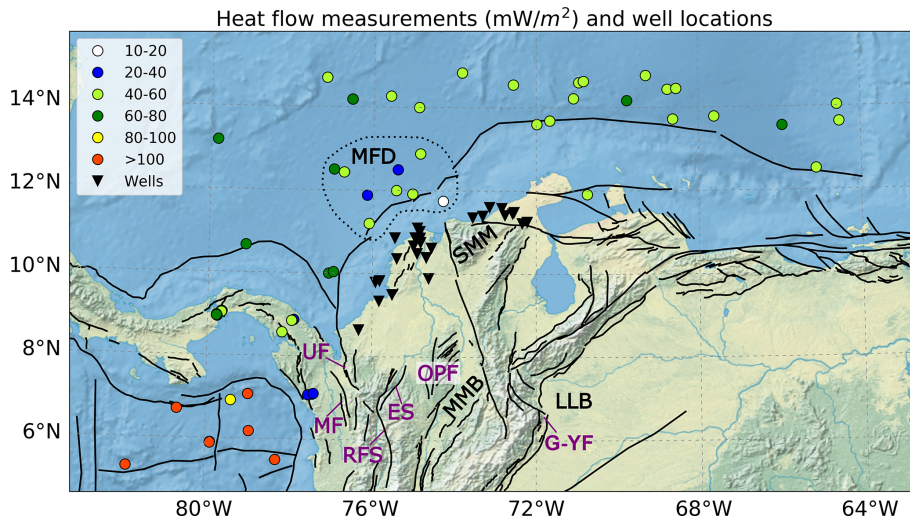 Heat flow measurements (mW/m²) and well locations
10-20
20-40
40-60
60-80
80-100
>100
Wells
14°N
12°N
10°N
8°N
6°N
MFD
SMM
UF
OPF
MMB
LLB
MF
ES
RFS
G-YF
80°W
76°W
72°W
68°W
64°W